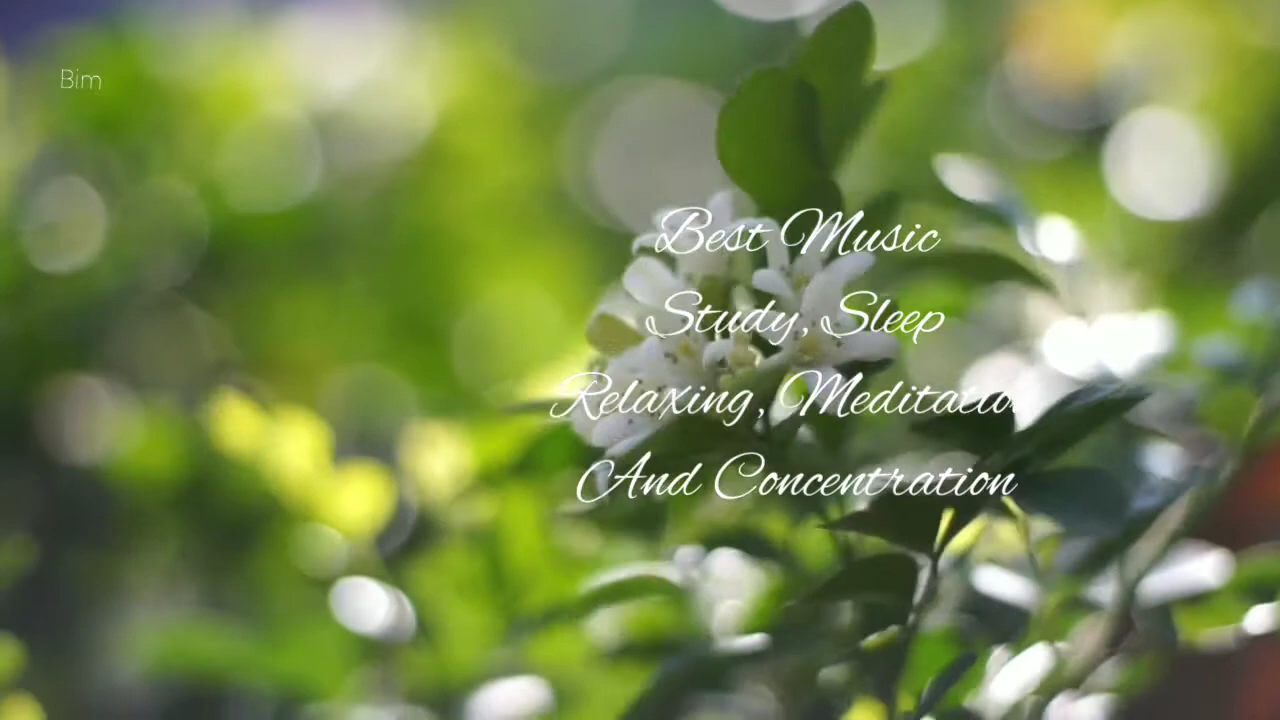 Bim
Best Music
Study, Sleep
Relaxing, Meditation
And Concentration